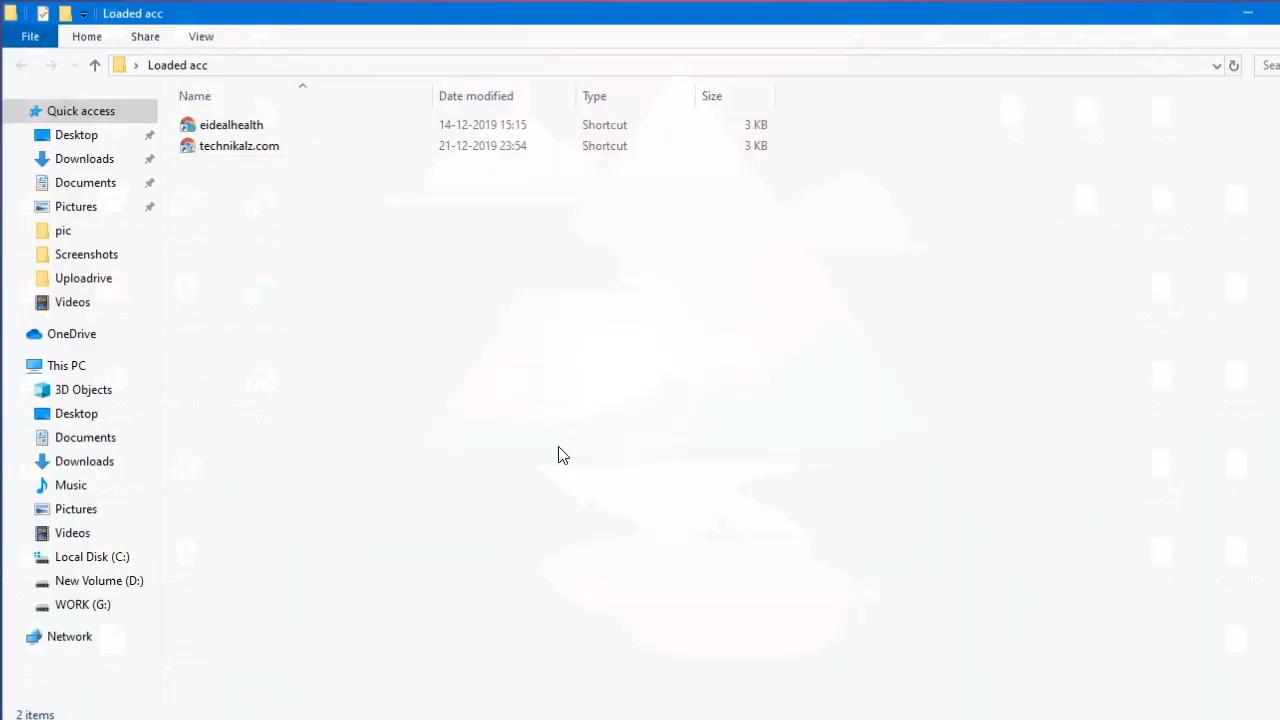 Loaded acc
File Home Share View
Loaded acc Sea
Name Date modified Type Size
Quick access
eidealhealth 14-12-2019 15:15 Shortcut 3 KB
Desktop
technikalz.com 21-12-2019 23:54 Shortcut 3 KB
Downloads
Documents
Pictures
pic
Screenshots
Uploadrive
Videos
OneDrive
This PC
3D Objects
Desktop
Documents
Downloads
Music
Pictures
Videos
Local Disk (C:)
New Volume (D:)
WORK (G:)
Network
2 items